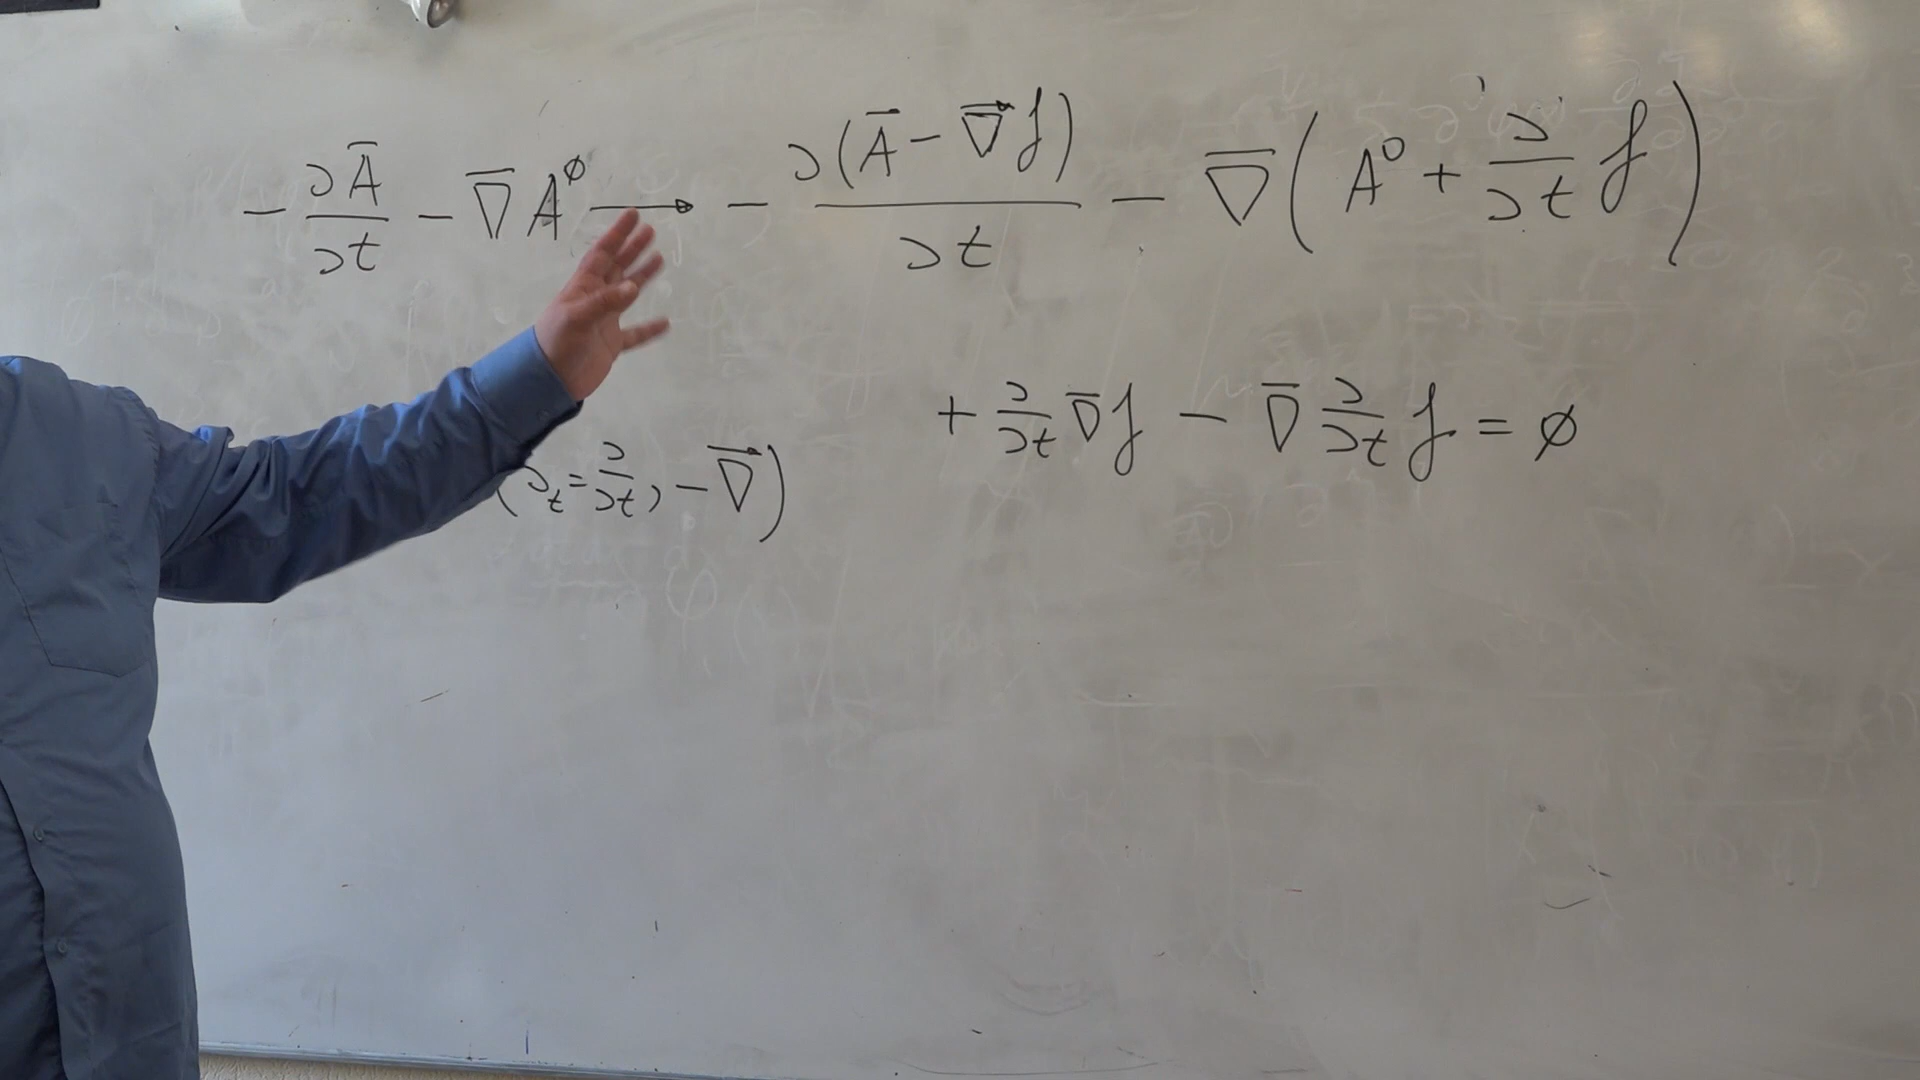 − ∂Ā/∂t − ∇̄A⁰ → − ∂(Ā − ∇⃗f)/∂t − ∇̄(A⁰ + ∂/∂t f)
+ ∂/∂t ∇̄f − ∇̄ ∂/∂t f = ∅
(∂ₜ = ∂/∂t, −∇⃗)